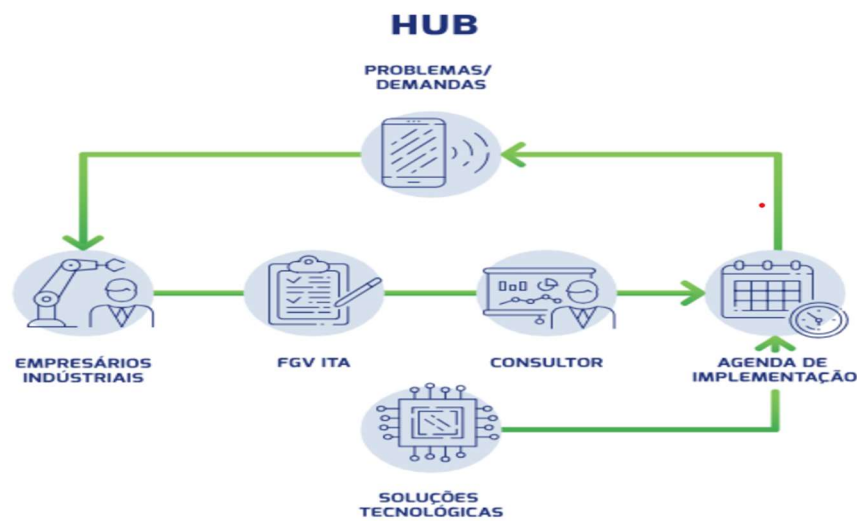 HUB
PROBLEMAS/
DEMANDAS
EMPRESÁRIOS
INDÚSTRIAIS
FGV ITA
CONSULTOR
AGENDA DE
IMPLEMENTAÇÃO
SOLUÇÕES
TECNOLÓGICAS